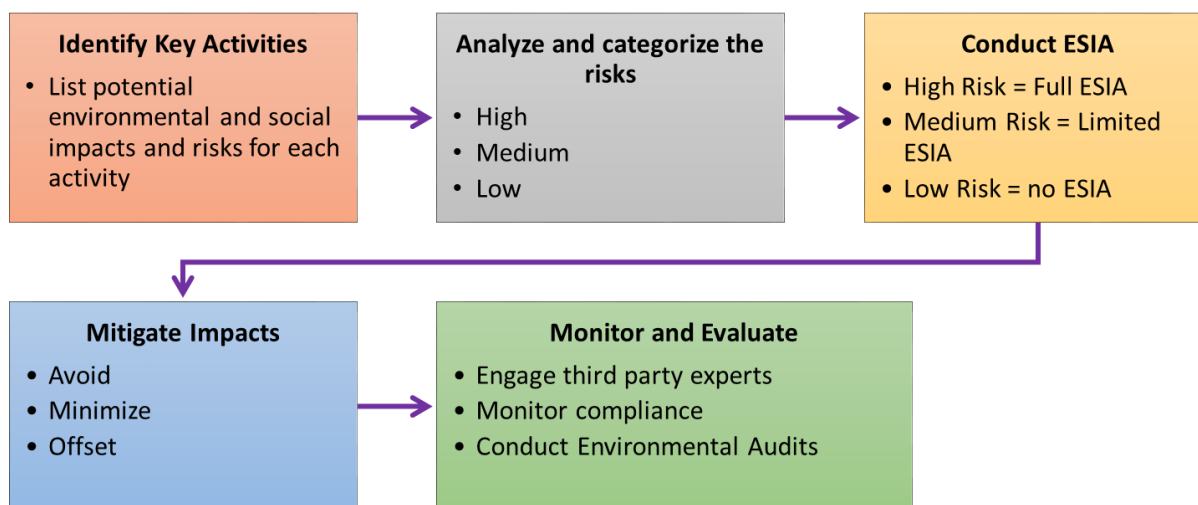 Identify Key Activities
• List potential
environmental and social
impacts and risks for each
activity
Analyze and categorize the
risks
• High
• Medium
• Low
Conduct ESIA
• High Risk = Full ESIA
• Medium Risk = Limited
ESIA
• Low Risk = no ESIA
Mitigate Impacts
• Avoid
• Minimize
• Offset
Monitor and Evaluate
• Engage third party experts
• Monitor compliance
• Conduct Environmental Audits